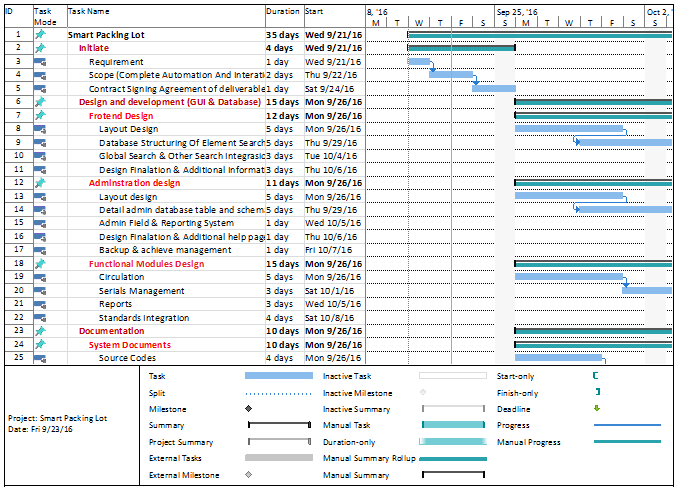 8, '16 Sep 25, '16 Oct 2, '
ID Task Mode Task Name Duration Start M T W T F S S M T W T F S S M
1 Smart Packing Lot 35 days Wed 9/21/16
2 Initiate 4 days Wed 9/21/16
3 Requirement 1 day Wed 9/21/16
4 Scope (Complete Automation And Interati 2 days Thu 9/22/16
5 Contract Signing Agreement of deliverable 1 day Sat 9/24/16
6 Design and development (GUI & Database) 15 days Mon 9/26/16
7 Frotend Design 12 days Mon 9/26/16
8 Layout Design 5 days Mon 9/26/16
9 Database Structuring Of Element Search 5 days Thu 9/29/16
10 Global Search & Other Search Integrasio 3 days Tue 10/4/16
11 Design Finalation & Additional Informati 3 days Thu 10/6/16
12 Adminstration design 11 days Mon 9/26/16
13 Layout design 5 days Mon 9/26/16
14 Detail admin database table and schem 5 days Thu 9/29/16
15 Admin Field & Reporting System 1 day Wed 10/5/16
16 Design Finalation & Additional help pag 1 day Thu 10/6/16
17 Backup & achieve management 1 day Fri 10/7/16
18 Functional Modules Design 15 days Mon 9/26/16
19 Circulation 5 days Mon 9/26/16
20 Serials Management 3 days Sat 10/1/16
21 Reports 3 days Wed 10/5/16
22 Standards Integration 4 days Sat 10/8/16
23 Documentation 10 days Mon 9/26/16
24 System Documents 10 days Mon 9/26/16
25 Source Codes 4 days Mon 9/26/16
Project: Smart Packing Lot
Date: Fri 9/23/16
Task Inactive Task Start-only
Split Inactive Milestone Finish-only
Milestone Inactive Summary Deadline
Summary Manual Task Progress
Project Summary Duration-only Manual Progress
External Tasks Manual Summary Rollup
External Milestone Manual Summary